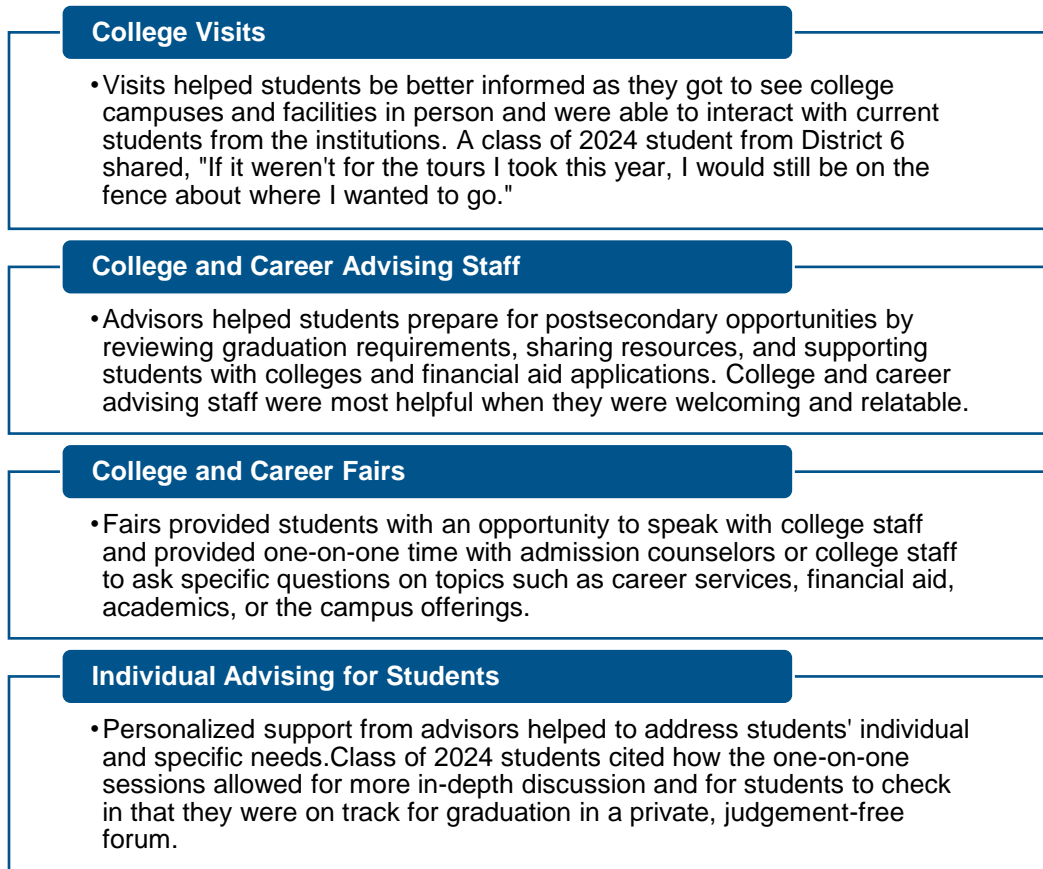 College Visits
•Visits helped students be better informed as they got to see college
campuses and facilities in person and were able to interact with current
students from the institutions. A class of 2024 student from District 6
shared, "If it weren't for the tours I took this year, I would still be on the
fence about where I wanted to go."
College and Career Advising Staff
•Advisors helped students prepare for postsecondary opportunities by
reviewing graduation requirements, sharing resources, and supporting
students with colleges and financial aid applications. College and career
advising staff were most helpful when they were welcoming and relatable.
College and Career Fairs
•Fairs provided students with an opportunity to speak with college staff
and provided one-on-one time with admission counselors or college staff
to ask specific questions on topics such as career services, financial aid,
academics, or the campus offerings.
Individual Advising for Students
•Personalized support from advisors helped to address students' individual
and specific needs.Class of 2024 students cited how the one-on-one
sessions allowed for more in-depth discussion and for students to check
in that they were on track for graduation in a private, judgement-free
forum.